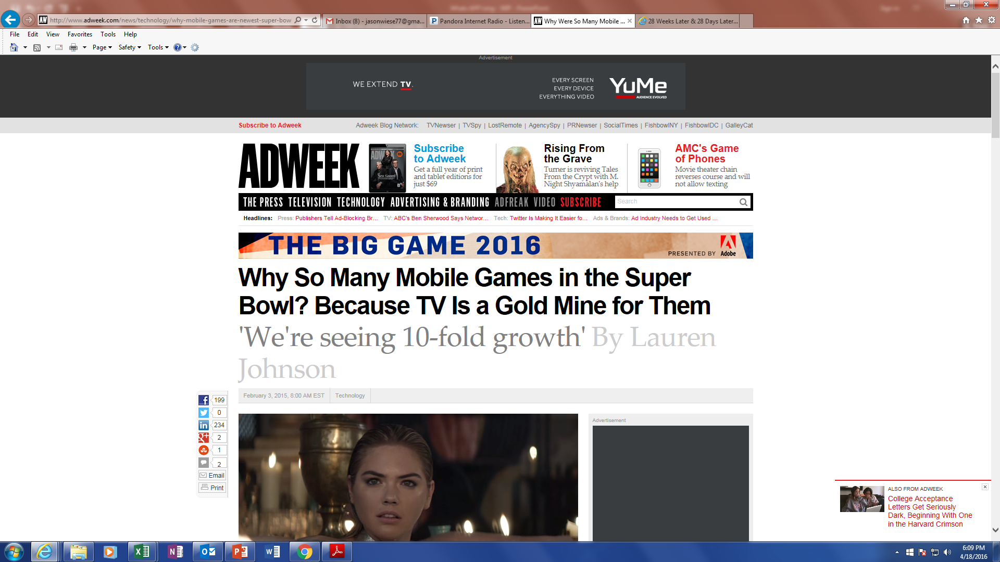 http://www.adweek.com/news/technology/why-mobile-games-are-newest-super-bow
Inbox (8) - jasonwiese77@gma...
Pandora Internet Radio - Listen...
Why Were So Many Mobile ...
28 Weeks Later & 28 Days Later...
File Edit View Favorites Tools Help
Page Safety Tools
Advertisement
WE EXTEND TV.
EVERY SCREEN
EVERY DEVICE
EVERYTHING VIDEO
YuMe
AUDIENCE EVOLVED
Subscribe to Adweek
Adweek Blog Network: TVNewser | TVSpy | LostRemote | AgencySpy | PRNewser | SocialTimes | FishbowlNY | FishbowlDC | GalleyCat
ADWEEK
ADWEEK
New Guard
Subscribe
to Adweek
Get a full year of print
and tablet editions for
just $69
Rising From
the Grave
Turner is reviving Tales
From the Crypt with M.
Night Shyamalan's help
AMC's Game
of Phones
Movie theater chain
reverses course and will
not allow texting
THE PRESS TELEVISION TECHNOLOGY ADVERTISING & BRANDING ADFREAK VIDEO SUBSCRIBE
Search
Headlines: Press: Publishers Tell Ad-Blocking Br... TV: ABC's Ben Sherwood Says Networ... Tech: Twitter Is Making It Easier fo... Ads & Brands: Ad Industry Needs to Get Used ...
THE BIG GAME 2016
PRESENTED BY Adobe
Why So Many Mobile Games in the Super
Bowl? Because TV Is a Gold Mine for Them
'We're seeing 10-fold growth' By Lauren
Johnson
February 3, 2015, 8:00 AM EST
Technology
199
0
234
2
1
2
Email
Print
Advertisement
ALSO FROM ADWEEK
College Acceptance
Letters Get Seriously
Dark, Beginning With One
in the Harvard Crimson
6:09 PM
4/18/2016